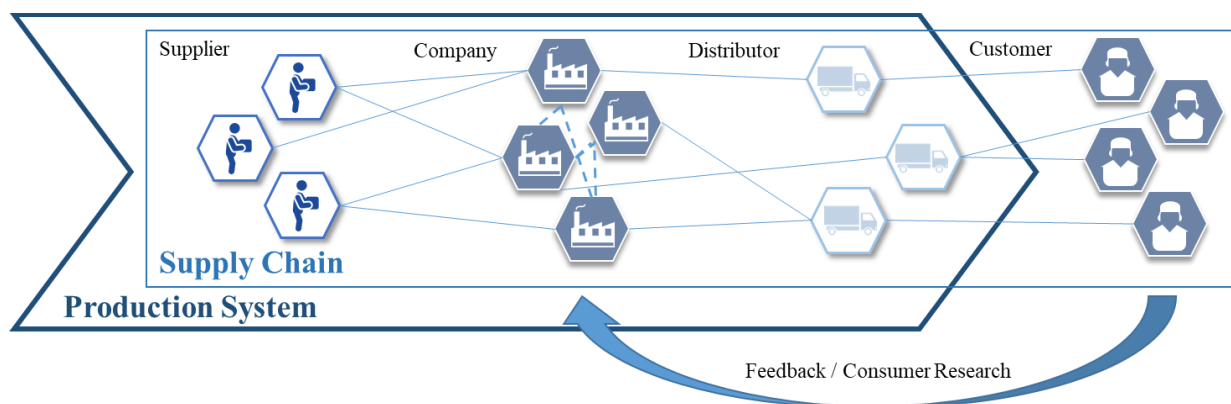 Supplier
Company
Distributor
Customer
Supply Chain
Production System
Feedback / Consumer Research